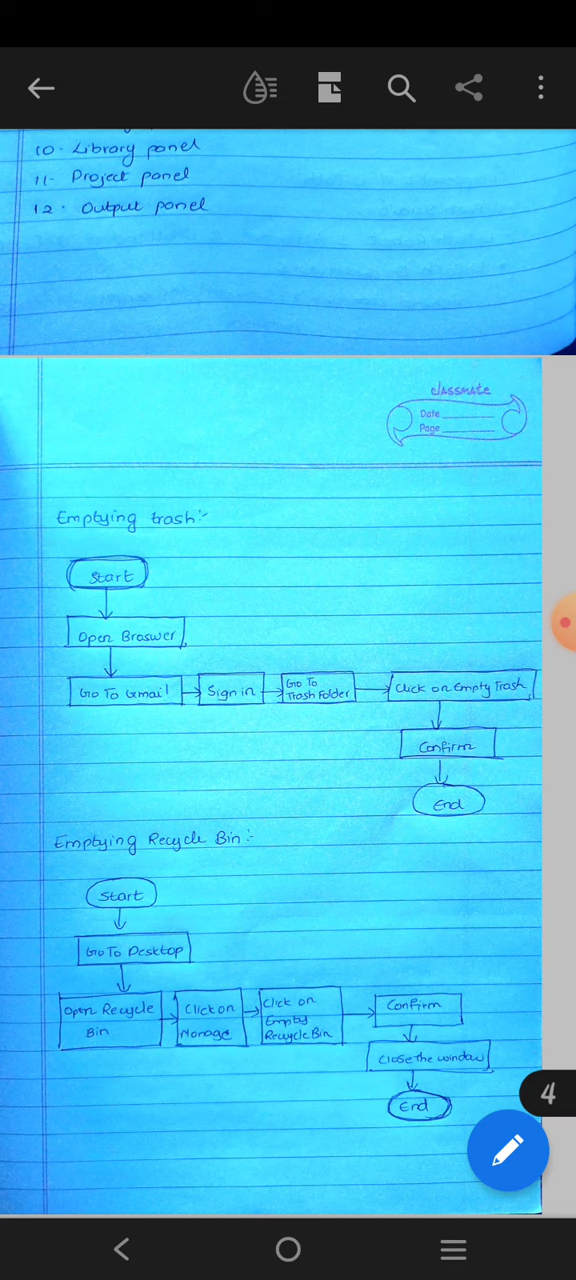 10. Library panel
11- Project panel
12. Output panel
classmate
Date
Page
Emptying trash:-
Start
Open Braswer
Go To Gmail
Sign in
Go To
Trash Folder
Click on Empty Trash
Confirm
End
Emptying Recycle Bin:-
Start
Go To Desktop
Open Recycle
Bin
Click on
Manage
Click on
Empty
Recycle Bin
Confirm
Close the window
End
4